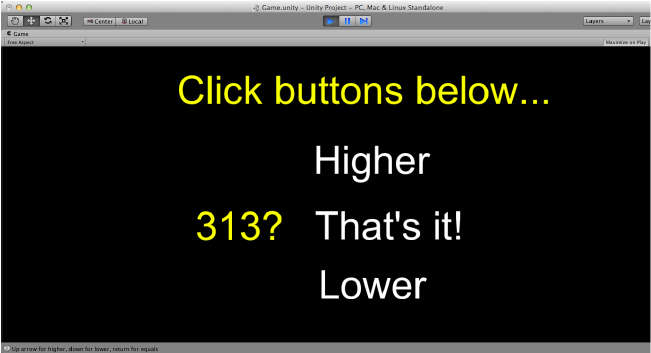 Game.unity – Unity Project – PC, Mac & Linux Standalone
Center Local Layers Lay
Game
Free Aspect Maximize on Play
Click buttons below...
Higher
313? That's it!
Lower
Up arrow for higher, down for lower, return for equals